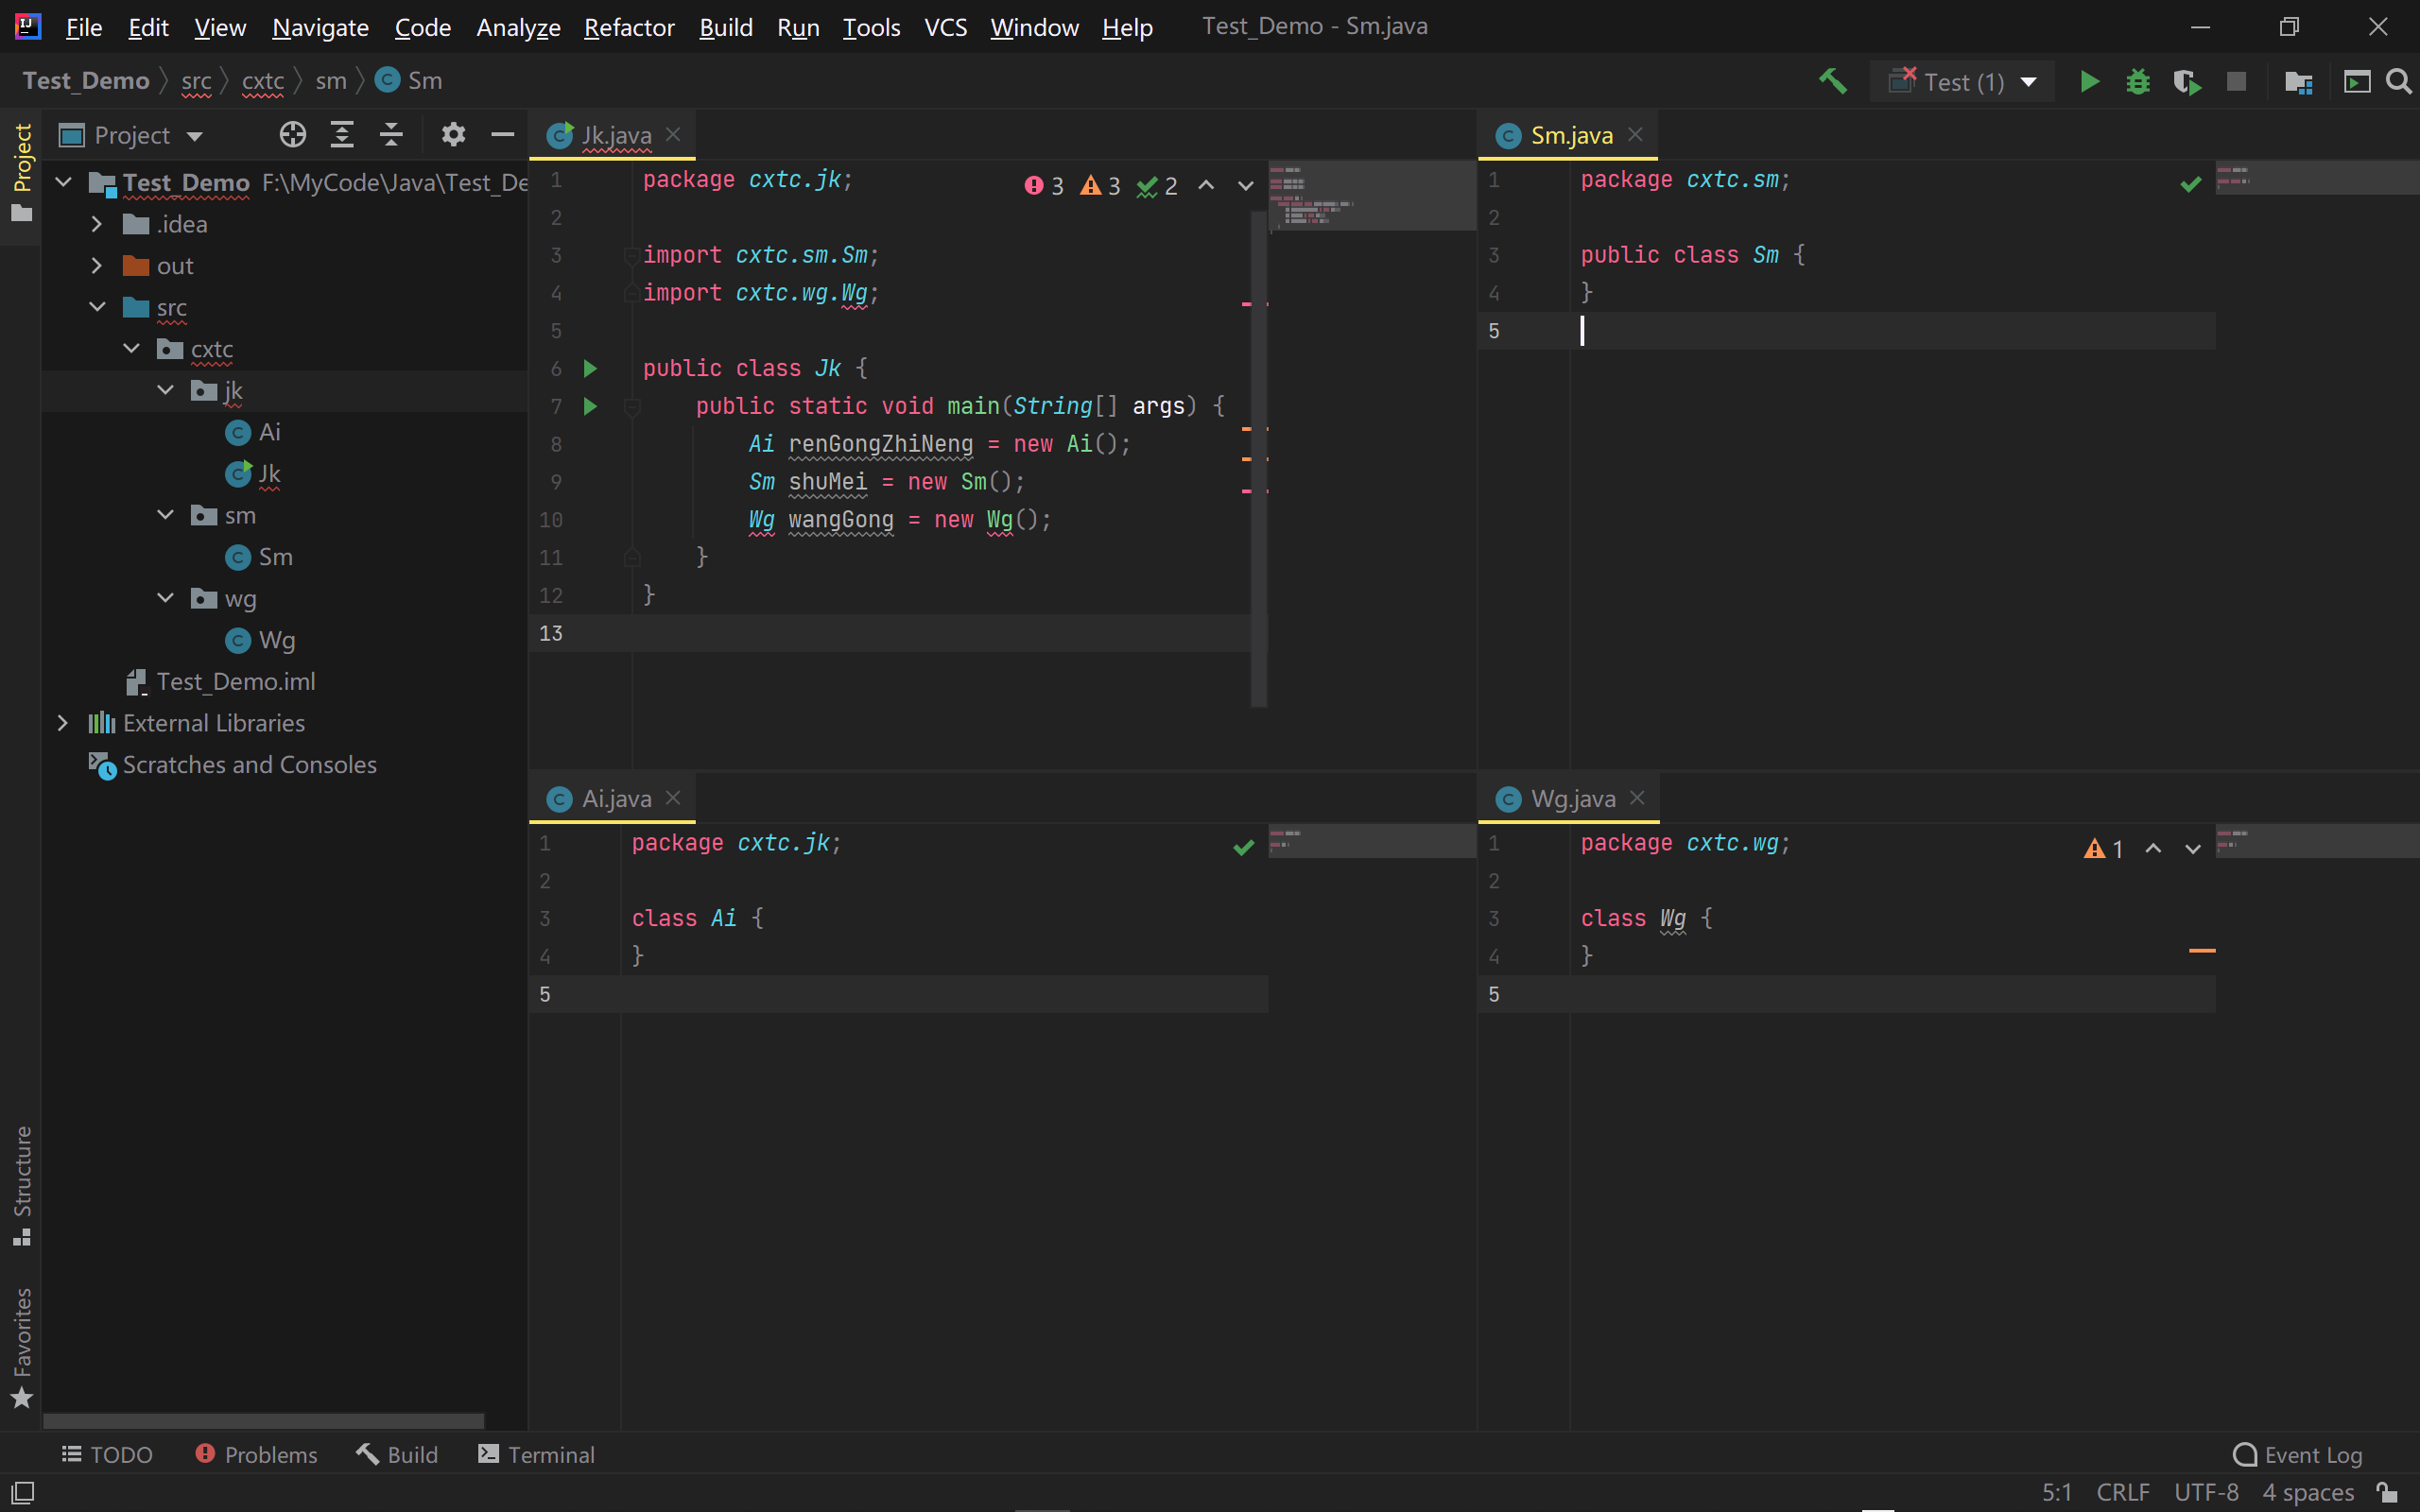 File Edit View Navigate Code Analyze Refactor Build Run Tools VCS Window Help Test_Demo - Sm.java
Test_Demo src cxtc sm Sm Test (1)
Project
Project
Test_Demo F:\MyCode\Java\Test_De
.idea
out
src
cxtc
jk
Ai
Jk
sm
Sm
wg
Wg
Test_Demo.iml
External Libraries
Scratches and Consoles
Structure
Favorites
Jk.java
3 3 2
1 package cxtc.jk;
2
3 import cxtc.sm.Sm;
4 import cxtc.wg.Wg;
5
6 public class Jk {
7 public static void main(String[] args) {
8 Ai renGongZhiNeng = new Ai();
9 Sm shuMei = new Sm();
10 Wg wangGong = new Wg();
11 }
12 }
13
Sm.java
1 package cxtc.sm;
2
3 public class Sm {
4 }
5
Ai.java
1 package cxtc.jk;
2
3 class Ai {
4 }
5
Wg.java
1
1 package cxtc.wg;
2
3 class Wg {
4 }
5
TODO Problems Build Terminal Event Log
5:1 CRLF UTF-8 4 spaces